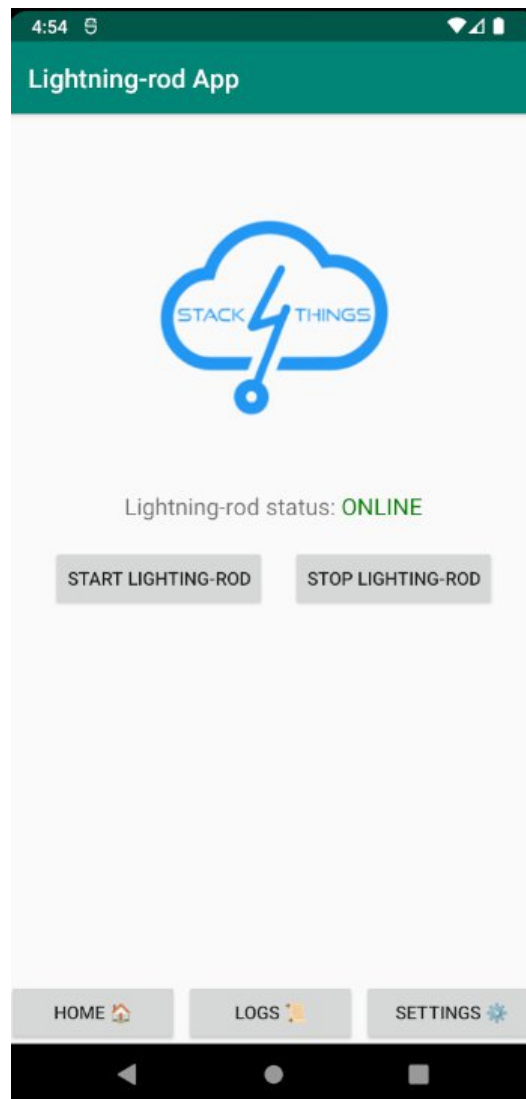 4:54
Lightning-rod App
STACK THINGS
Lightning-rod status: ONLINE
START LIGHTING-ROD STOP LIGHTING-ROD
HOME 🏠 LOGS 📜 SETTINGS ⚙️